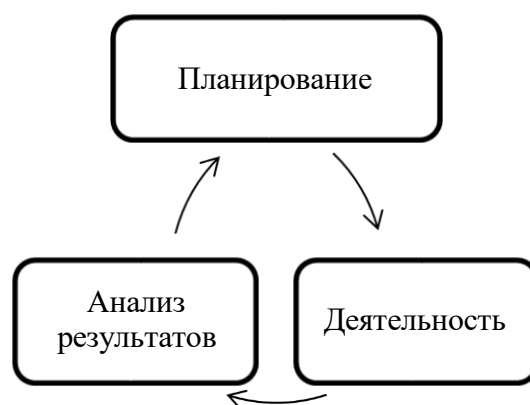 Планирование
Анализ
результатов
Деятельность